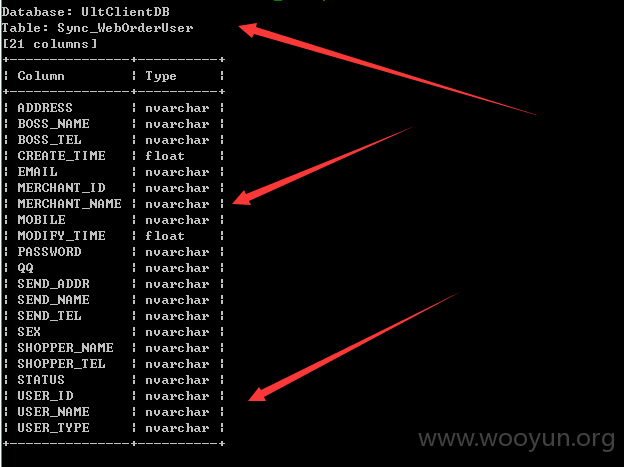 Database: UltClientDB
Table: Sync_WebOrderUser
[21 columns]
+----------------+----------+
| Column | Type |
+----------------+----------+
| ADDRESS | nvarchar |
| BOSS_NAME | nvarchar |
| BOSS_TEL | nvarchar |
| CREATE_TIME | float |
| EMAIL | nvarchar |
| MERCHANT_ID | nvarchar |
| MERCHANT_NAME | nvarchar |
| MOBILE | nvarchar |
| MODIFY_TIME | float |
| PASSWORD | nvarchar |
| QQ | nvarchar |
| SEND_ADDR | nvarchar |
| SEND_NAME | nvarchar |
| SEND_TEL | nvarchar |
| SEX | nvarchar |
| SHOPPER_NAME | nvarchar |
| SHOPPER_TEL | nvarchar |
| STATUS | nvarchar |
| USER_ID | nvarchar |
| USER_NAME | nvarchar |
| USER_TYPE | nvarchar |
+----------------+----------+
www.wooyun.org